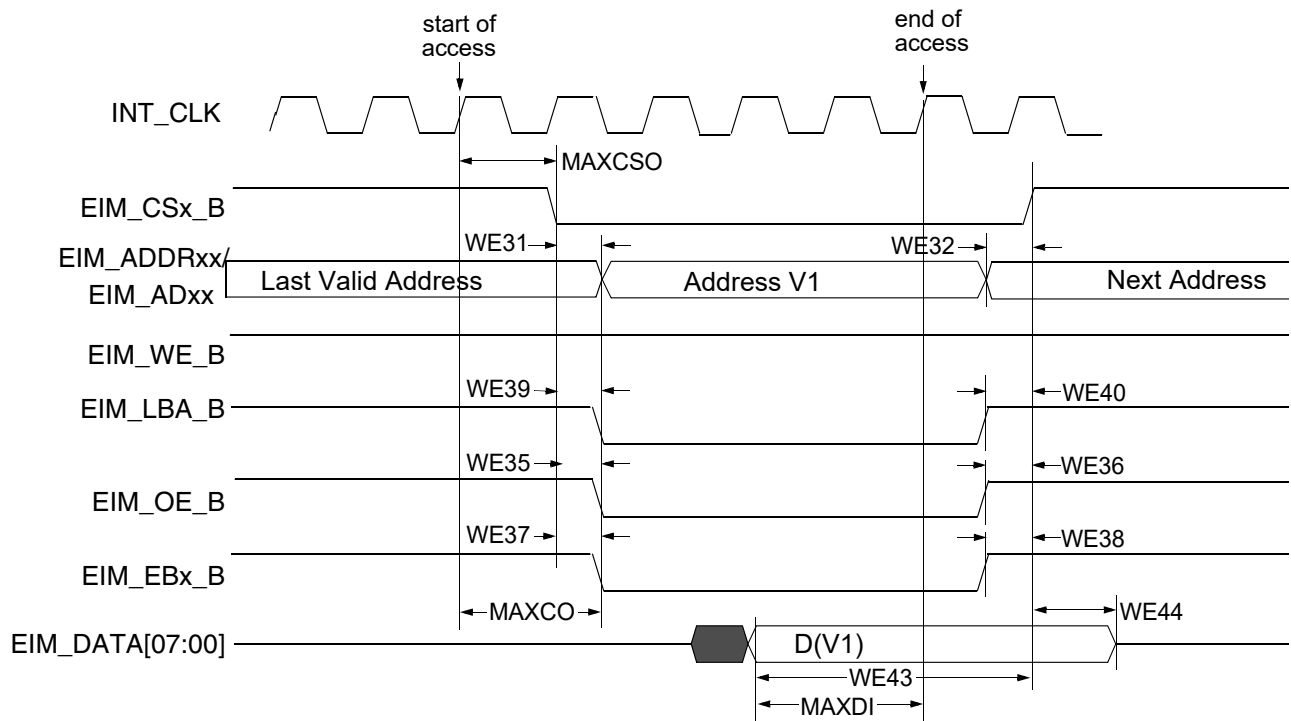 start of
access
end of
access
INT_CLK
MAXCSO
EIM_CSx_B
WE31
WE32
EIM_ADDRxx/
EIM_ADxx
Last Valid Address
Address V1
Next Address
EIM_WE_B
WE39
WE40
EIM_LBA_B
WE35
WE36
EIM_OE_B
WE37
WE38
EIM_EBx_B
MAXCO
WE44
EIM_DATA[07:00]
D(V1)
WE43
MAXDI